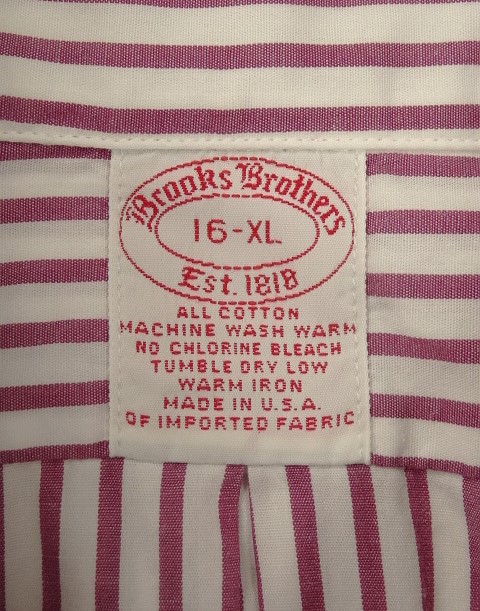 Brooks Brothers
16-XL
Est. 1818
ALL COTTON
MACHINE WASH WARM
NO CHLORINE BLEACH
TUMBLE DRY LOW
WARM IRON
MADE IN U.S.A.
OF IMPORTED FABRIC